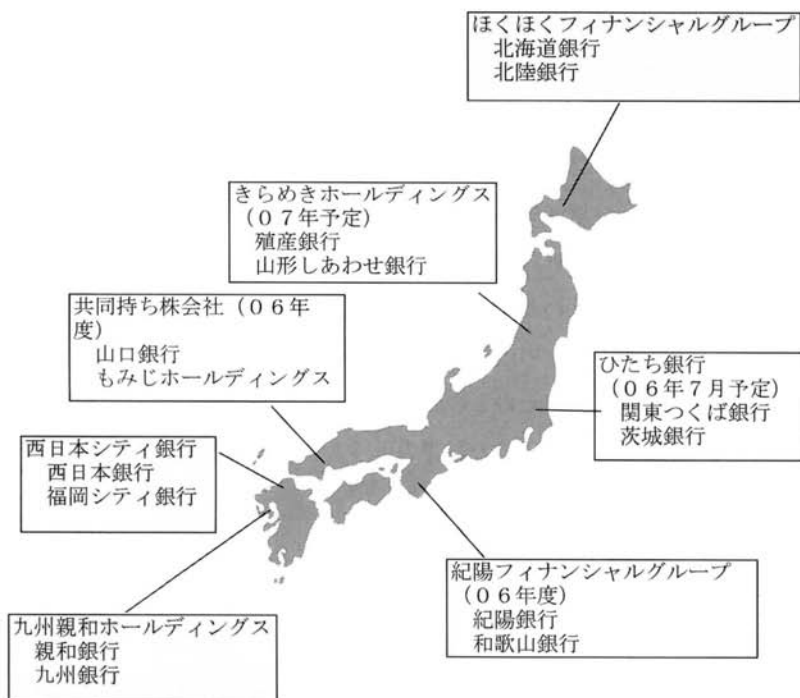 ほくほくフィナンシャルグループ
北海道銀行
北陸銀行
きらめきホールディングス
(07年予定)
殖産銀行
山形しあわせ銀行
共同持ち株会社(06年
度)
山口銀行
もみじホールディングス
ひたち銀行
(06年7月予定)
関東つくば銀行
茨城銀行
西日本シティ銀行
西日本銀行
福岡シティ銀行
紀陽フィナンシャルグループ
(06年度)
紀陽銀行
和歌山銀行
九州親和ホールディングス
親和銀行
九州銀行